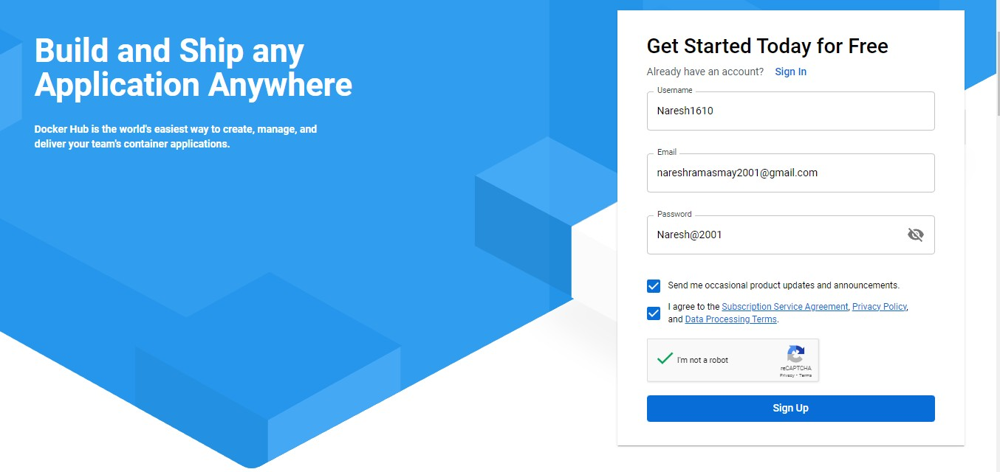 Build and Ship any
Application Anywhere
Docker Hub is the world's easiest way to create, manage, and
deliver your team's container applications.
Get Started Today for Free
Already have an account? Sign In
Username
Naresh1610
Email
nareshramasmay2001@gmail.com
Password
Naresh@2001
Send me occasional product updates and announcements.
I agree to the Subscription Service Agreement, Privacy Policy,
and Data Processing Terms.
I'm not a robot
reCAPTCHA
Privacy • Terms
Sign Up